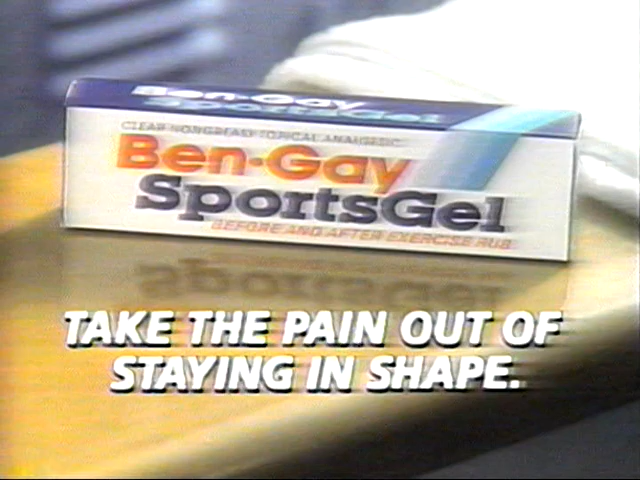 Ben-Gay
SportsGel
CLEAR NONGREASY TOPICAL ANALGESIC
Ben-Gay
SportsGel
BEFORE AND AFTER EXERCISE RUB
TAKE THE PAIN OUT OF
STAYING IN SHAPE.